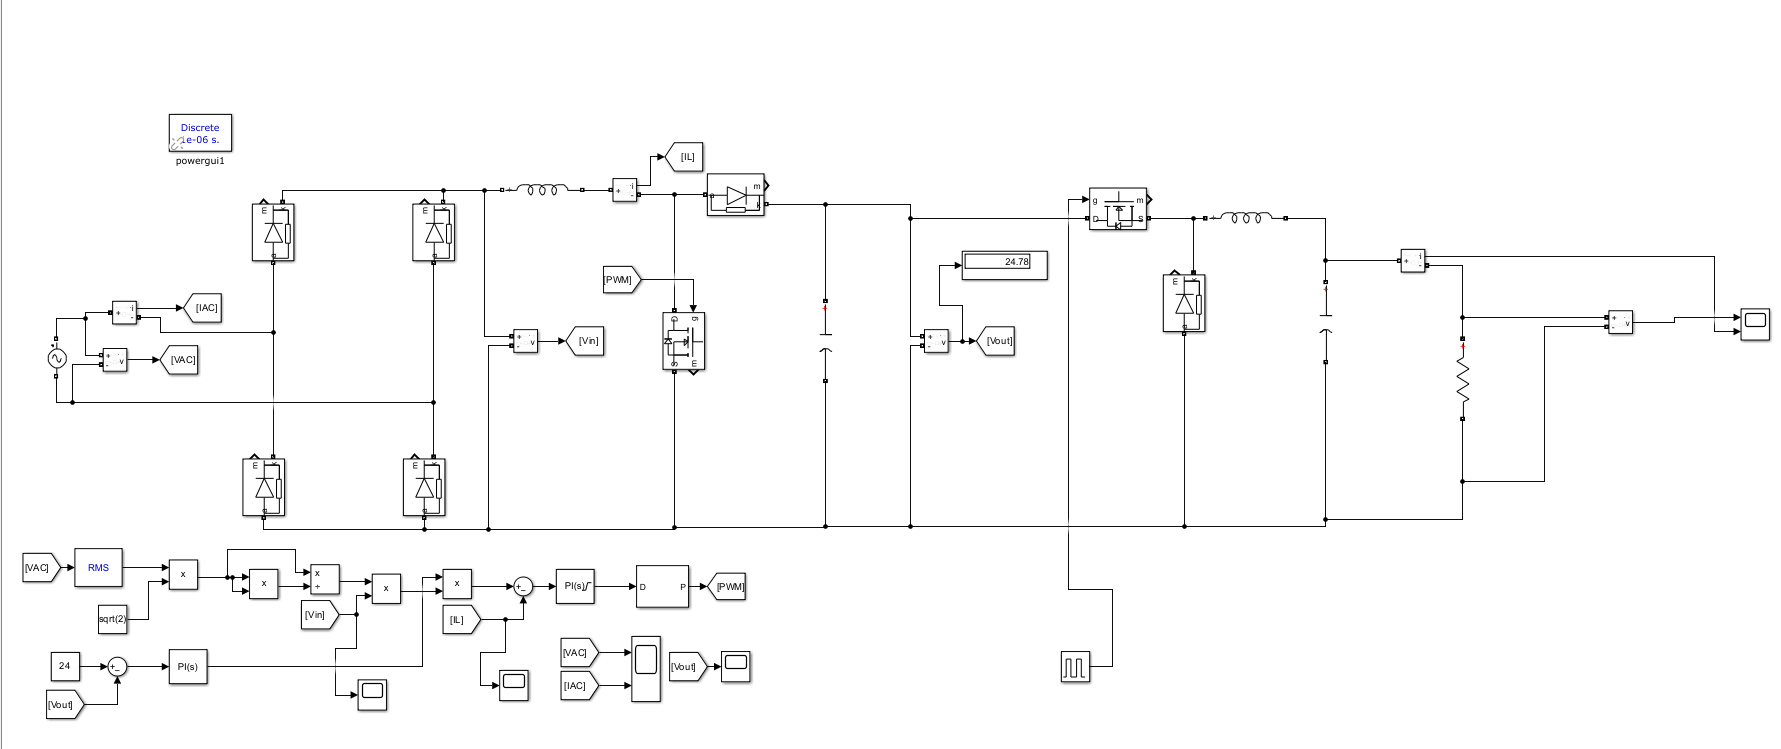 Discrete
1e-06 s.
powergui1
[IL]
+
i
-
m
a
k
m
k
a
m
k
a
g
D
m
S
24.78
[PWM]
m
k
a
+
i
-
[IAC]
+
i
-
+
-
v
[VAC]
+
-
v
[Vin]
D
g
S
m
+
-
v
[Vout]
+
-
v
m
k
a
m
k
a
[VAC]
RMS
x
x
x
÷
x
x
+
-
PI(s)
D
P
[PWM]
sqrt(2)
[Vin]
[IL]
24
+
-
PI(s)
[VAC]
[IAC]
[Vout]
[Vout]